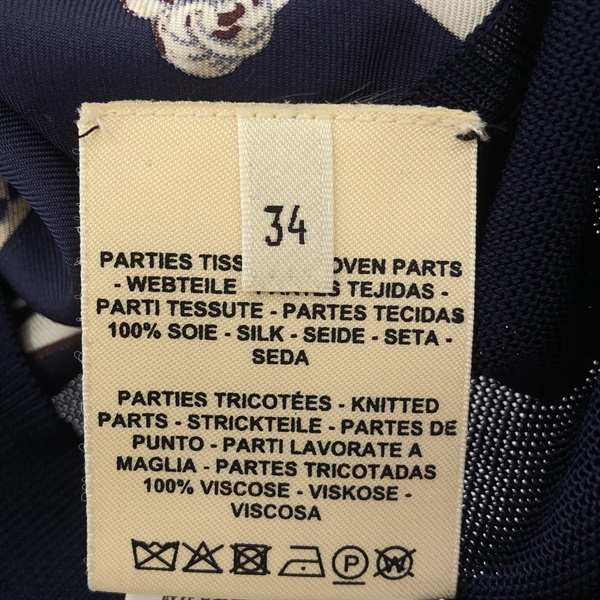 34
PARTIES TISS OVEN PARTS
- WEBTEILE - PARTES TEJIDAS -
PARTI TESSUTE - PARTES TECIDAS
100% SOIE - SILK - SEIDE - SETA -
SEDA
PARTIES TRICOTÉES - KNITTED
PARTS - STRICKTEILE - PARTES DE
PUNTO - PARTI LAVORATE A
MAGLIA - PARTES TRICOTADAS
100% VISCOSE - VISKOSE -
VISCOSA
P W